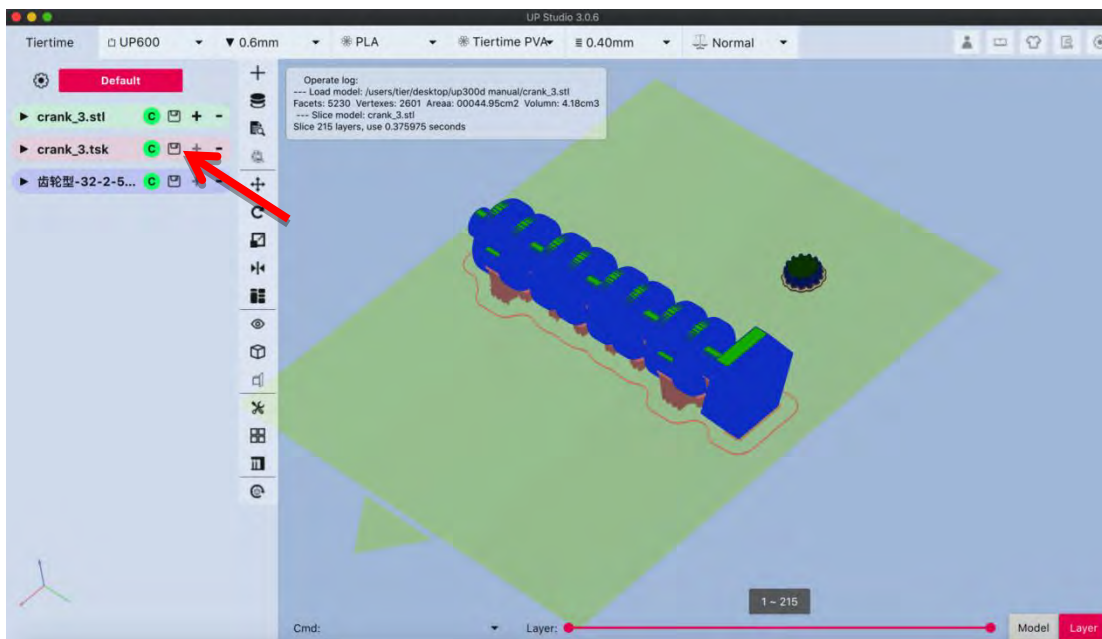 UP Studio 3.0.6
Tiertime UP600 0.6mm PLA Tiertime PVA 0.40mm Normal
Default
Operate log:
--- Load model: /users/tier/desktop/up300d manual/crank_3.stl
Facets: 5230 Vertexes: 2601 Areaa: 00044.95cm2 Volumn: 4.18cm3
--- Slice model: crank_3.stl
Slice 215 layers, use 0.375975 seconds
crank_3.stl C + -
crank_3.tsk C + -
齿轮型-32-2-5... C
1 ~ 215
Cmd: Layer: Model Layer